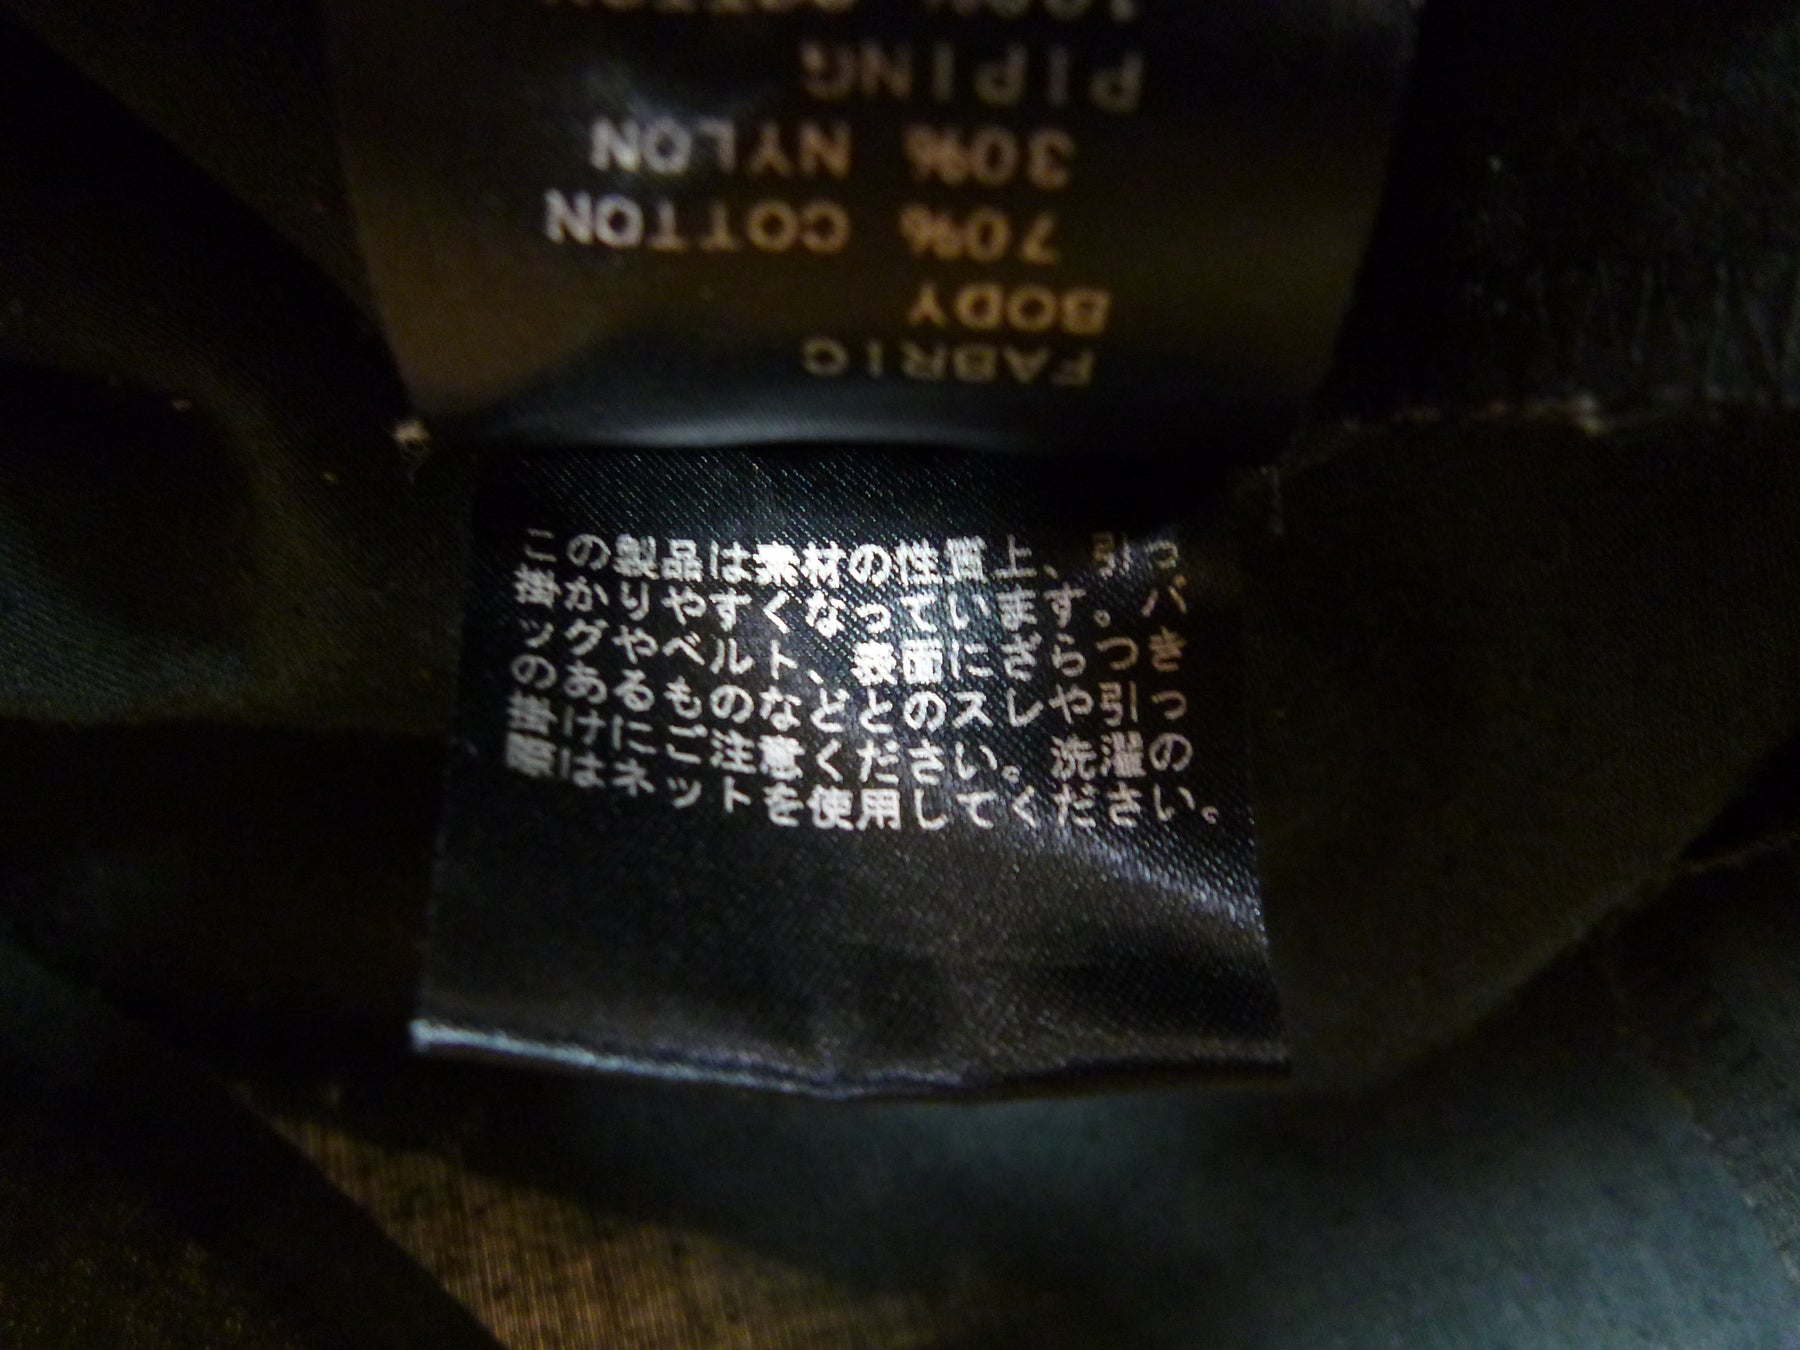 FABRIC
BODY
70% COTTON
30% NYLON
PIPING
100% COTTON
この製品は素材の性質上、引っ
掛かりやすくなっています。バ
ッグやベルト、表面にざらつき
のあるものなどとのスレや引っ
掛けにご注意ください。洗濯の
際はネットを使用してください。